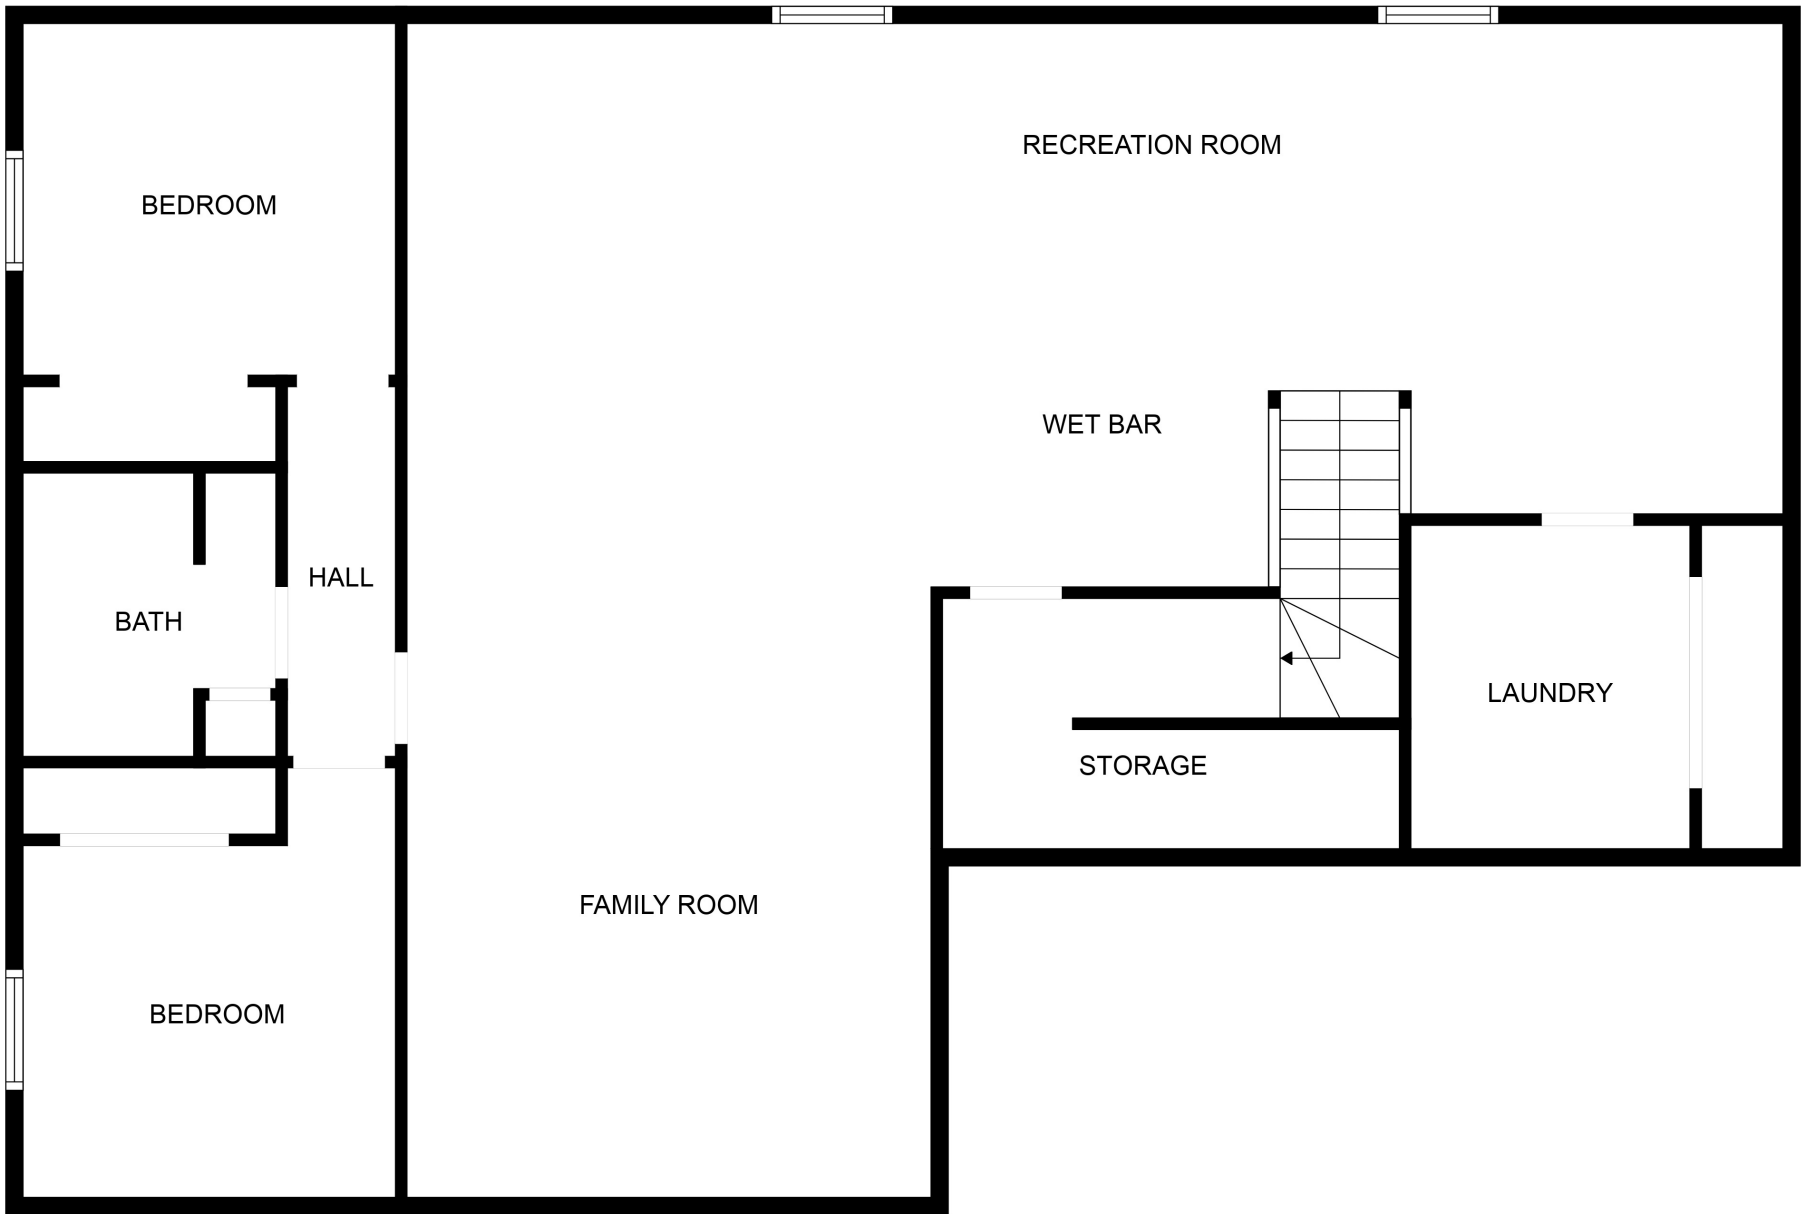 RECREATION ROOM
BEDROOM
WET BAR
HALL
BATH
LAUNDRY
STORAGE
FAMILY ROOM
BEDROOM